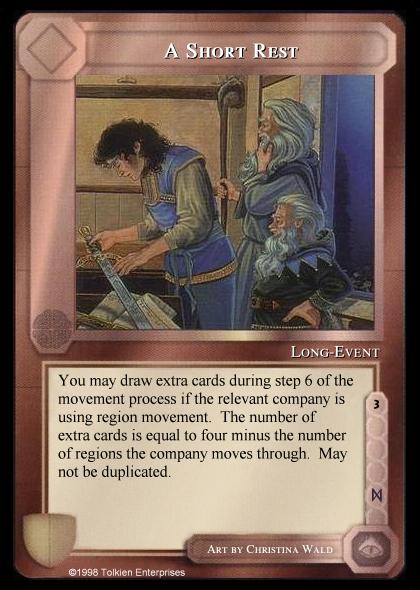 A Short Rest
Long-Event
You may draw extra cards during step 6 of the
movement process if the relevant company is
using region movement.  The number of
extra cards is equal to four minus the number
of regions the company moves through.  May
not be duplicated.
3
Art by Christina Wald
©1998 Tolkien Enterprises